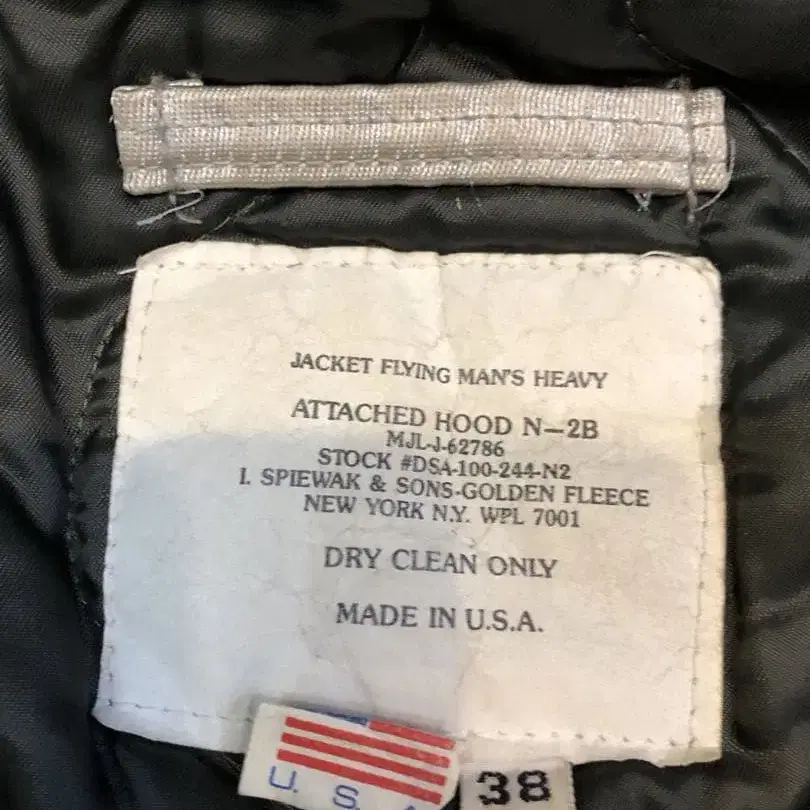 JACKET FLYING MAN'S HEAVY
ATTACHED HOOD N-2B
MJL-J-62786
STOCK #DSA-100-244-N2
I. SPIEWAK & SONS-GOLDEN FLEECE
NEW YORK N.Y. WPL 7001
DRY CLEAN ONLY
MADE IN U.S.A.
U. S. A
38